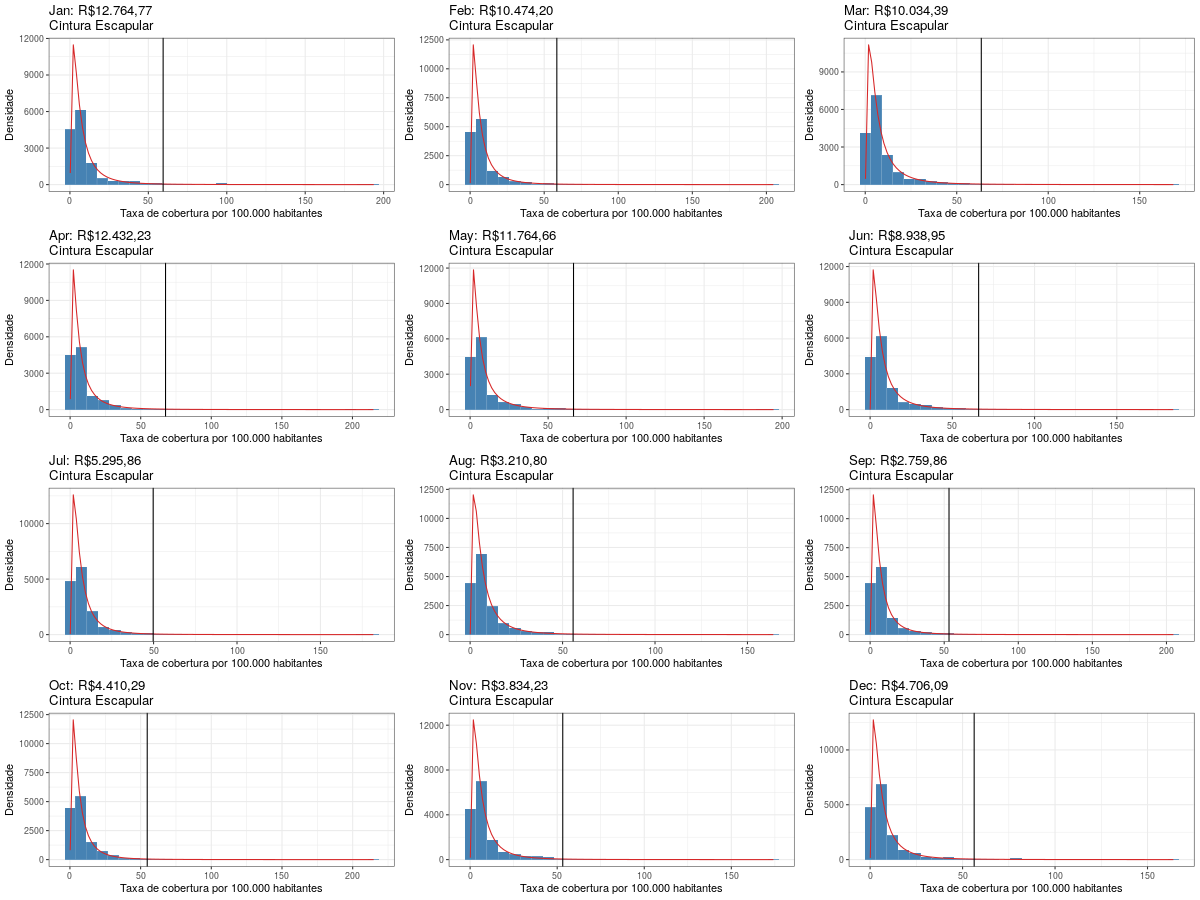 Jan: R$12.764,77
Cintura Escapular
12000
9000
6000
3000
0
Densidade
0 50 100 150 200
Taxa de cobertura por 100.000 habitantes
Feb: R$10.474,20
Cintura Escapular
12500
10000
7500
5000
2500
0
Densidade
0 50 100 150 200
Taxa de cobertura por 100.000 habitantes
Mar: R$10.034,39
Cintura Escapular
9000
6000
3000
0
Densidade
0 50 100 150
Taxa de cobertura por 100.000 habitantes
Apr: R$12.432,23
Cintura Escapular
12000
9000
6000
3000
0
Densidade
0 50 100 150 200
Taxa de cobertura por 100.000 habitantes
May: R$11.764,66
Cintura Escapular
12000
9000
6000
3000
0
Densidade
0 50 100 150
Taxa de cobertura por 100.000 habitantes
Jun: R$8.938,95
Cintura Escapular
12000
9000
6000
3000
0
Densidade
0 50 100 150
Taxa de cobertura por 100.000 habitantes
Jul: R$5.295,86
Cintura Escapular
10000
5000
0
Densidade
0 50 100 150
Taxa de cobertura por 100.000 habitantes
Aug: R$3.210,80
Cintura Escapular
12500
10000
7500
5000
2500
0
Densidade
0 50 100 150
Taxa de cobertura por 100.000 habitantes
Sep: R$2.759,86
Cintura Escapular
12500
10000
7500
5000
2500
0
Densidade
0 50 100 150 200
Taxa de cobertura por 100.000 habitantes
Oct: R$4.410,29
Cintura Escapular
12500
10000
7500
5000
2500
0
Densidade
0 50 100 150 200
Taxa de cobertura por 100.000 habitantes
Nov: R$3.834,23
Cintura Escapular
12000
8000
4000
0
Densidade
0 50 100 150
Taxa de cobertura por 100.000 habitantes
Dec: R$4.706,09
Cintura Escapular
10000
5000
0
Densidade
0 50 100 150
Taxa de cobertura por 100.000 habitantes